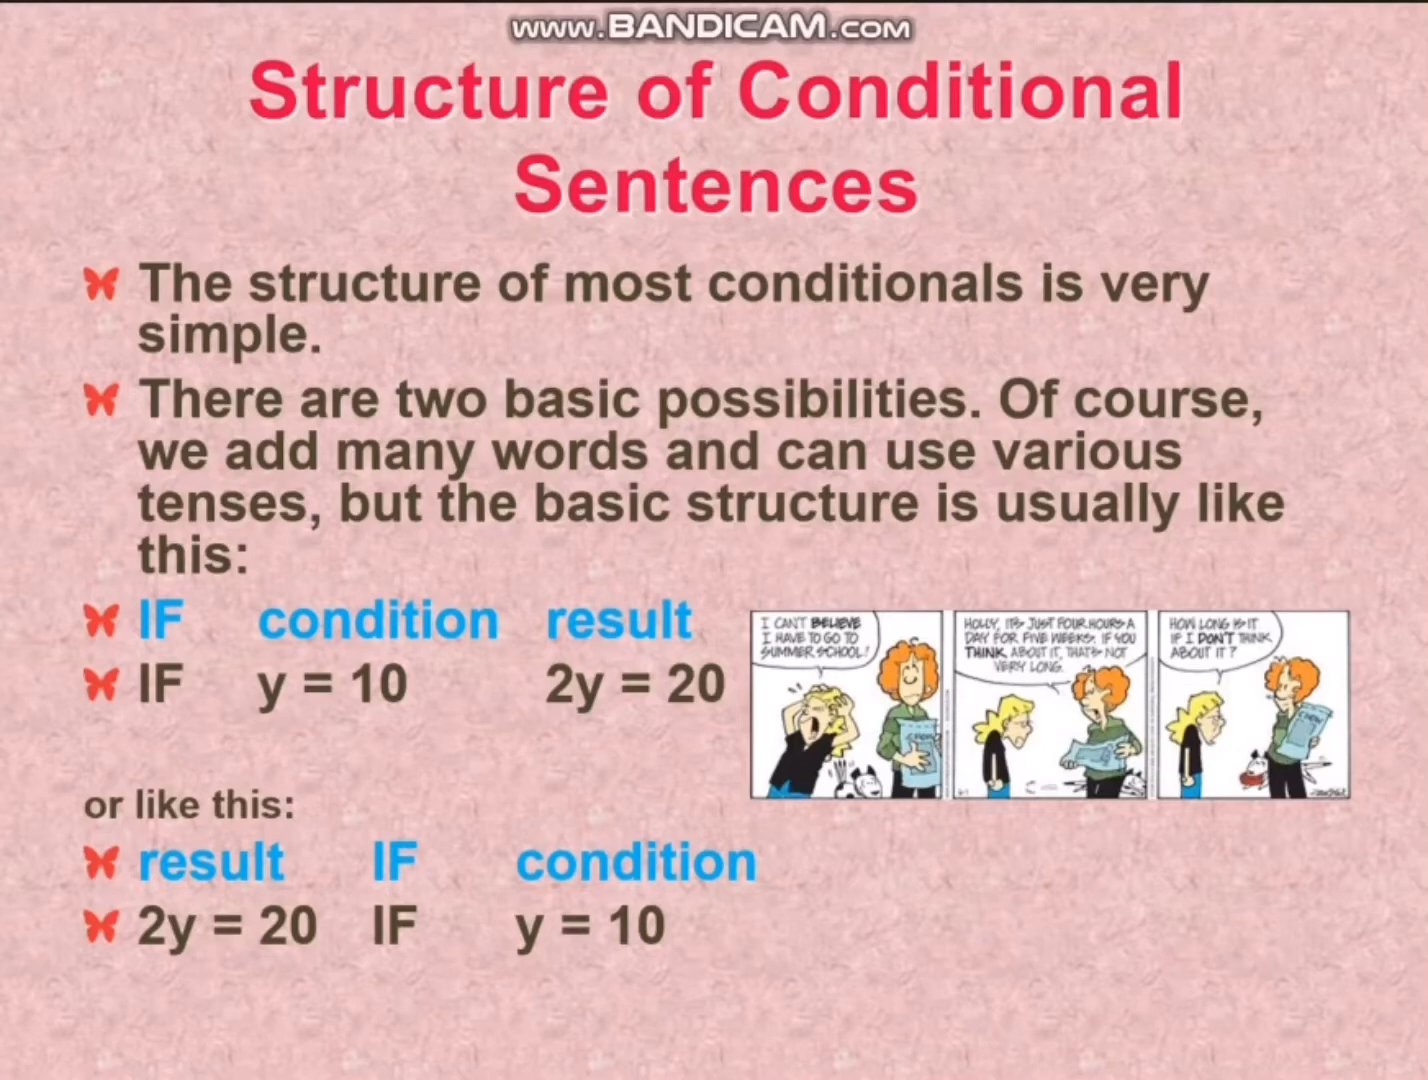 www.BANDICAM.com
Structure of Conditional
Sentences
The structure of most conditionals is very
simple.
There are two basic possibilities. Of course,
we add many words and can use various
tenses, but the basic structure is usually like
this:
IF condition result
IF y = 10 2y = 20
I CAN'T BELIEVE
I HAVE TO GO TO
SUMMER SCHOOL!
HOLLY, IT'S JUST FOUR HOURS A
DAY FOR FIVE WEEKS. IF YOU
THINK ABOUT IT, THAT'S NOT
VERY LONG.
HOW LONG IS IT
IF I DON'T THINK
ABOUT IT?
or like this:
result IF condition
2y = 20 IF y = 10